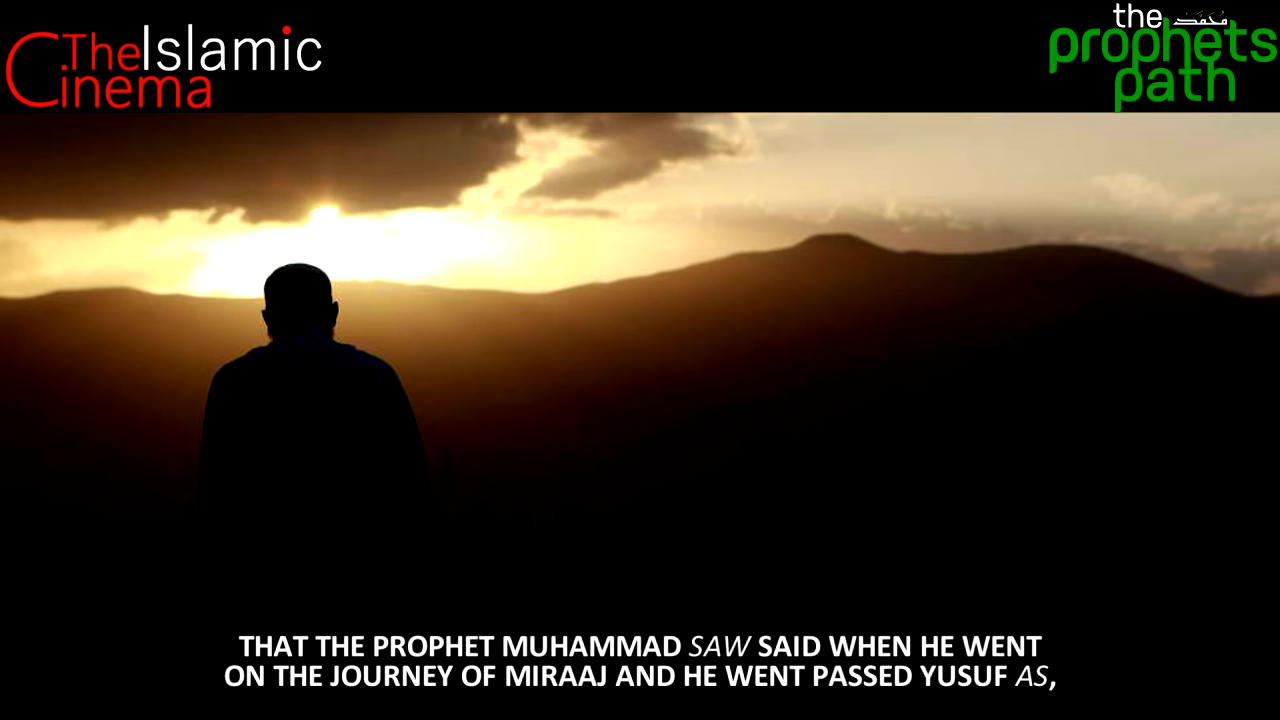 TheIslamic
Cinema
the محمد
prophets
path
THAT THE PROPHET MUHAMMAD SAW SAID WHEN HE WENT
ON THE JOURNEY OF MIRAAJ AND HE WENT PASSED YUSUF AS,